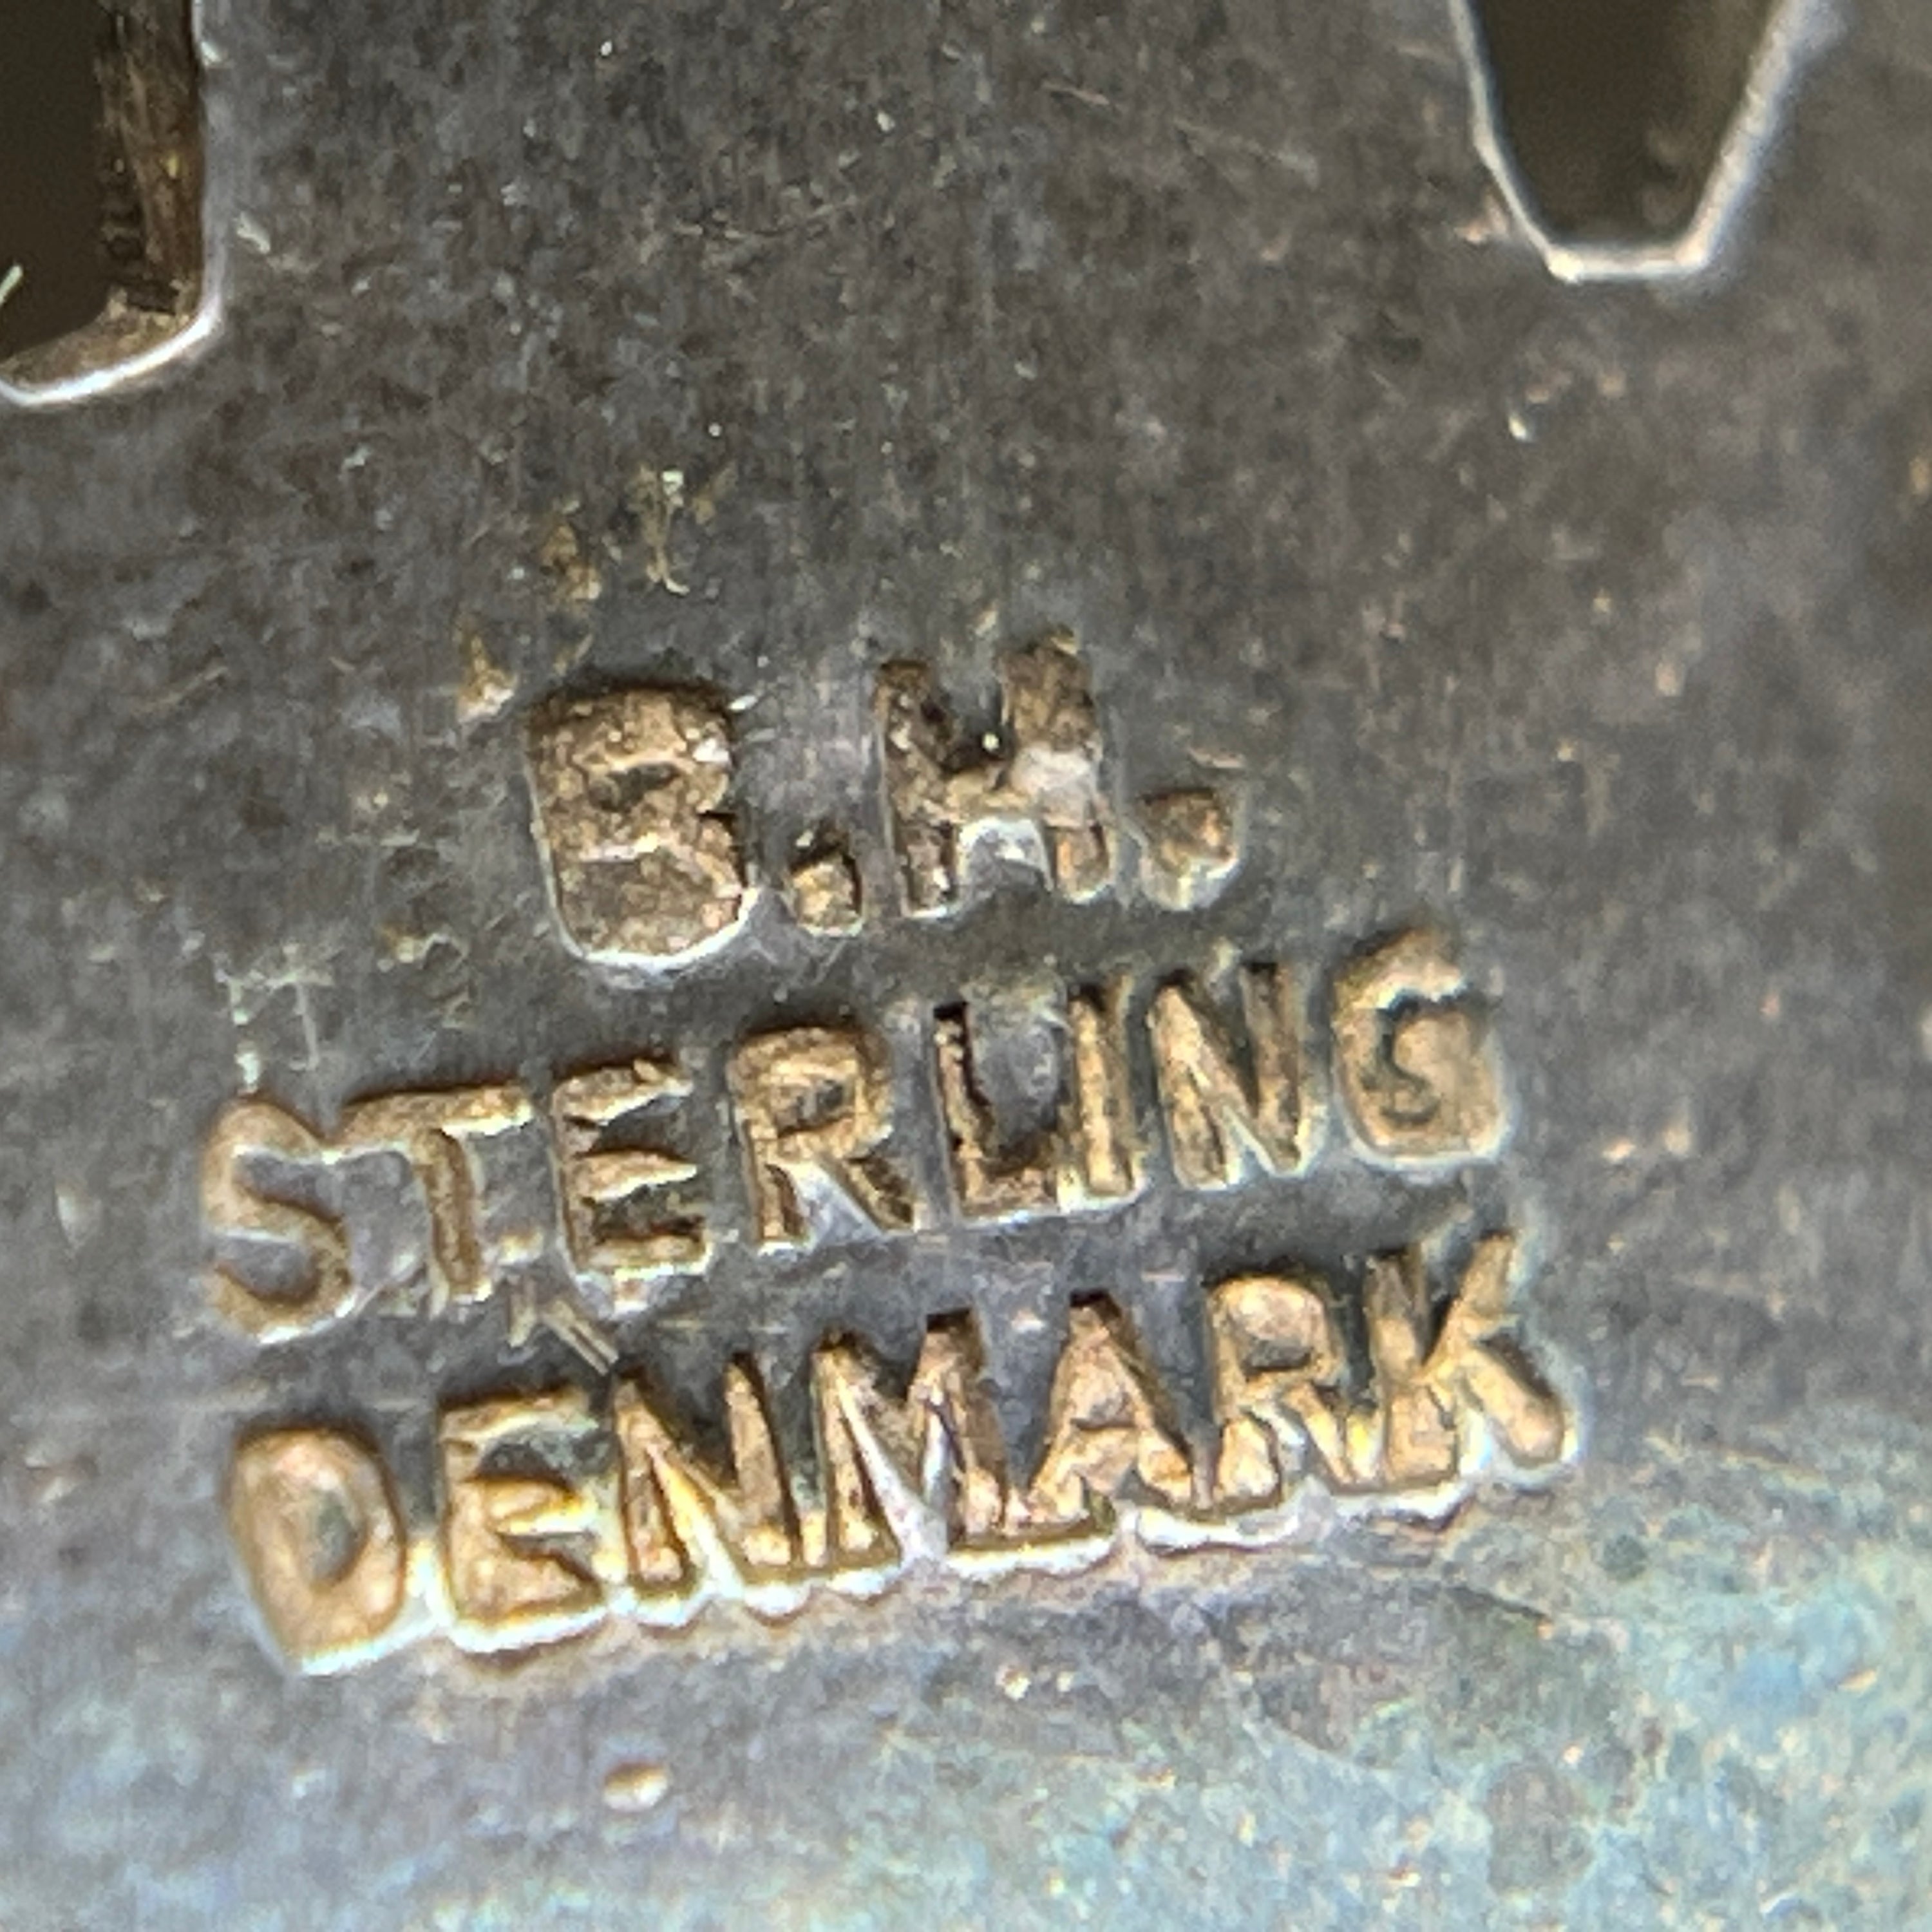 B.H.
STERLING
DENMARK